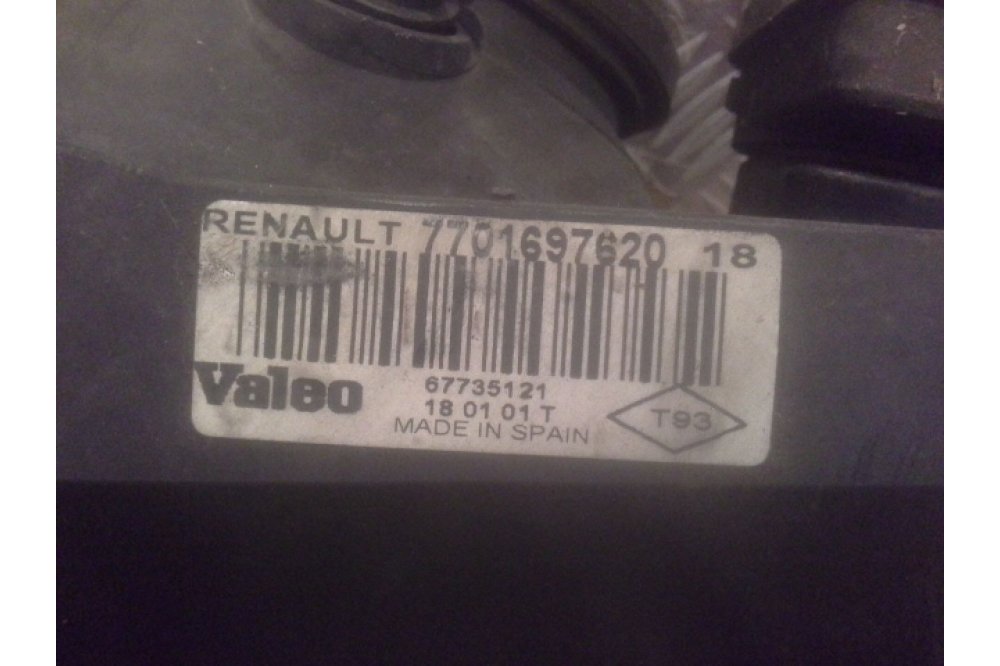 RENAULT 7701697620 18
Valeo 67735121
18 01 01 T
MADE IN SPAIN
T93